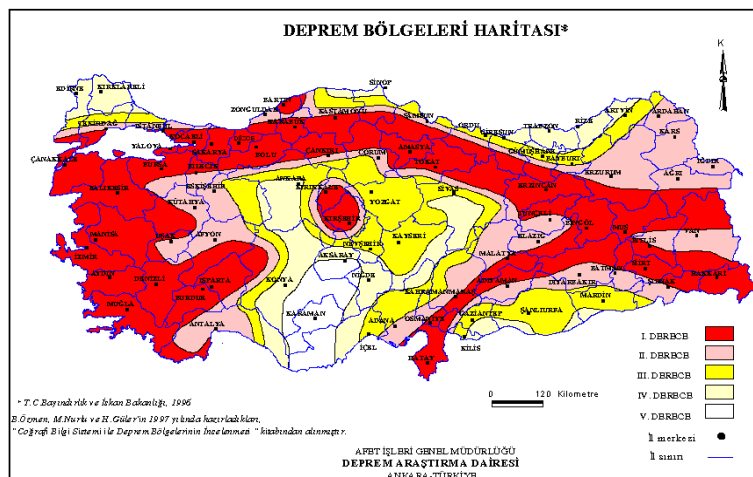 DEPREM BÖLGELERİ HARİTASI*
K
SİNOP
EDİRNE
KIRKLARELİ
BARTIN
ZONGULDAK
KASTAMONU
SAMSUN
ARTVİN
ARDAHAN
TEKİRDAĞ
İSTANBUL
KARABÜK
ORDU
GİRESUN
TRABZON
RİZE
KARS
KOCAELİ
YALOVA
SAKARYA
BOLU
ÇANKIRI
ÇORUM
AMASYA
TOKAT
GÜMÜŞHANE
BAYBURT
ERZURUM
IĞDIR
AĞRI
ÇANAKKALE
BURSA
BİLECİK
BALIKESİR
ESKİŞEHİR
ANKARA
KIRIKKALE
YOZGAT
SİVAS
ERZİNCAN
KÜTAHYA
KIRŞEHİR
TUNCELİ
BİNGÖL
MUŞ
VAN
MANİSA
UŞAK
AFYON
NEVŞEHİR
KAYSERİ
ELAZIĞ
BİTLİS
İZMİR
AKSARAY
MALATYA
AYDIN
DENİZLİ
ISPARTA
KONYA
NİĞDE
KAHRAMANMARAŞ
ADIYAMAN
DİYARBAKIR
BATMAN
SİİRT
HAKKARİ
ŞIRNAK
MUĞLA
BURDUR
KARAMAN
MARDİN
ANTALYA
ADANA
OSMANİYE
GAZİANTEP
ŞANLIURFA
İÇEL
KİLİS
HATAY
I. DERECE
II. DERECE
III. DERECE
IV. DERECE
V. DERECE
İl merkezi
İl sınırı
0 120 Kilometre
* T.C.Bayındırlık ve İskan Bakanlığı, 1996
B.Özmen, M.Nurlu ve H.Güler'in 1997 yılında hazırladıkları,
"Coğrafi Bilgi Sistemi ile Deprem Bölgelerinin İncelenmesi" kitabından alınmıştır.
AFET İŞLERİ GENEL MÜDÜRLÜĞÜ
DEPREM ARAŞTIRMA DAİRESİ
ANKARA-TÜRKİYE